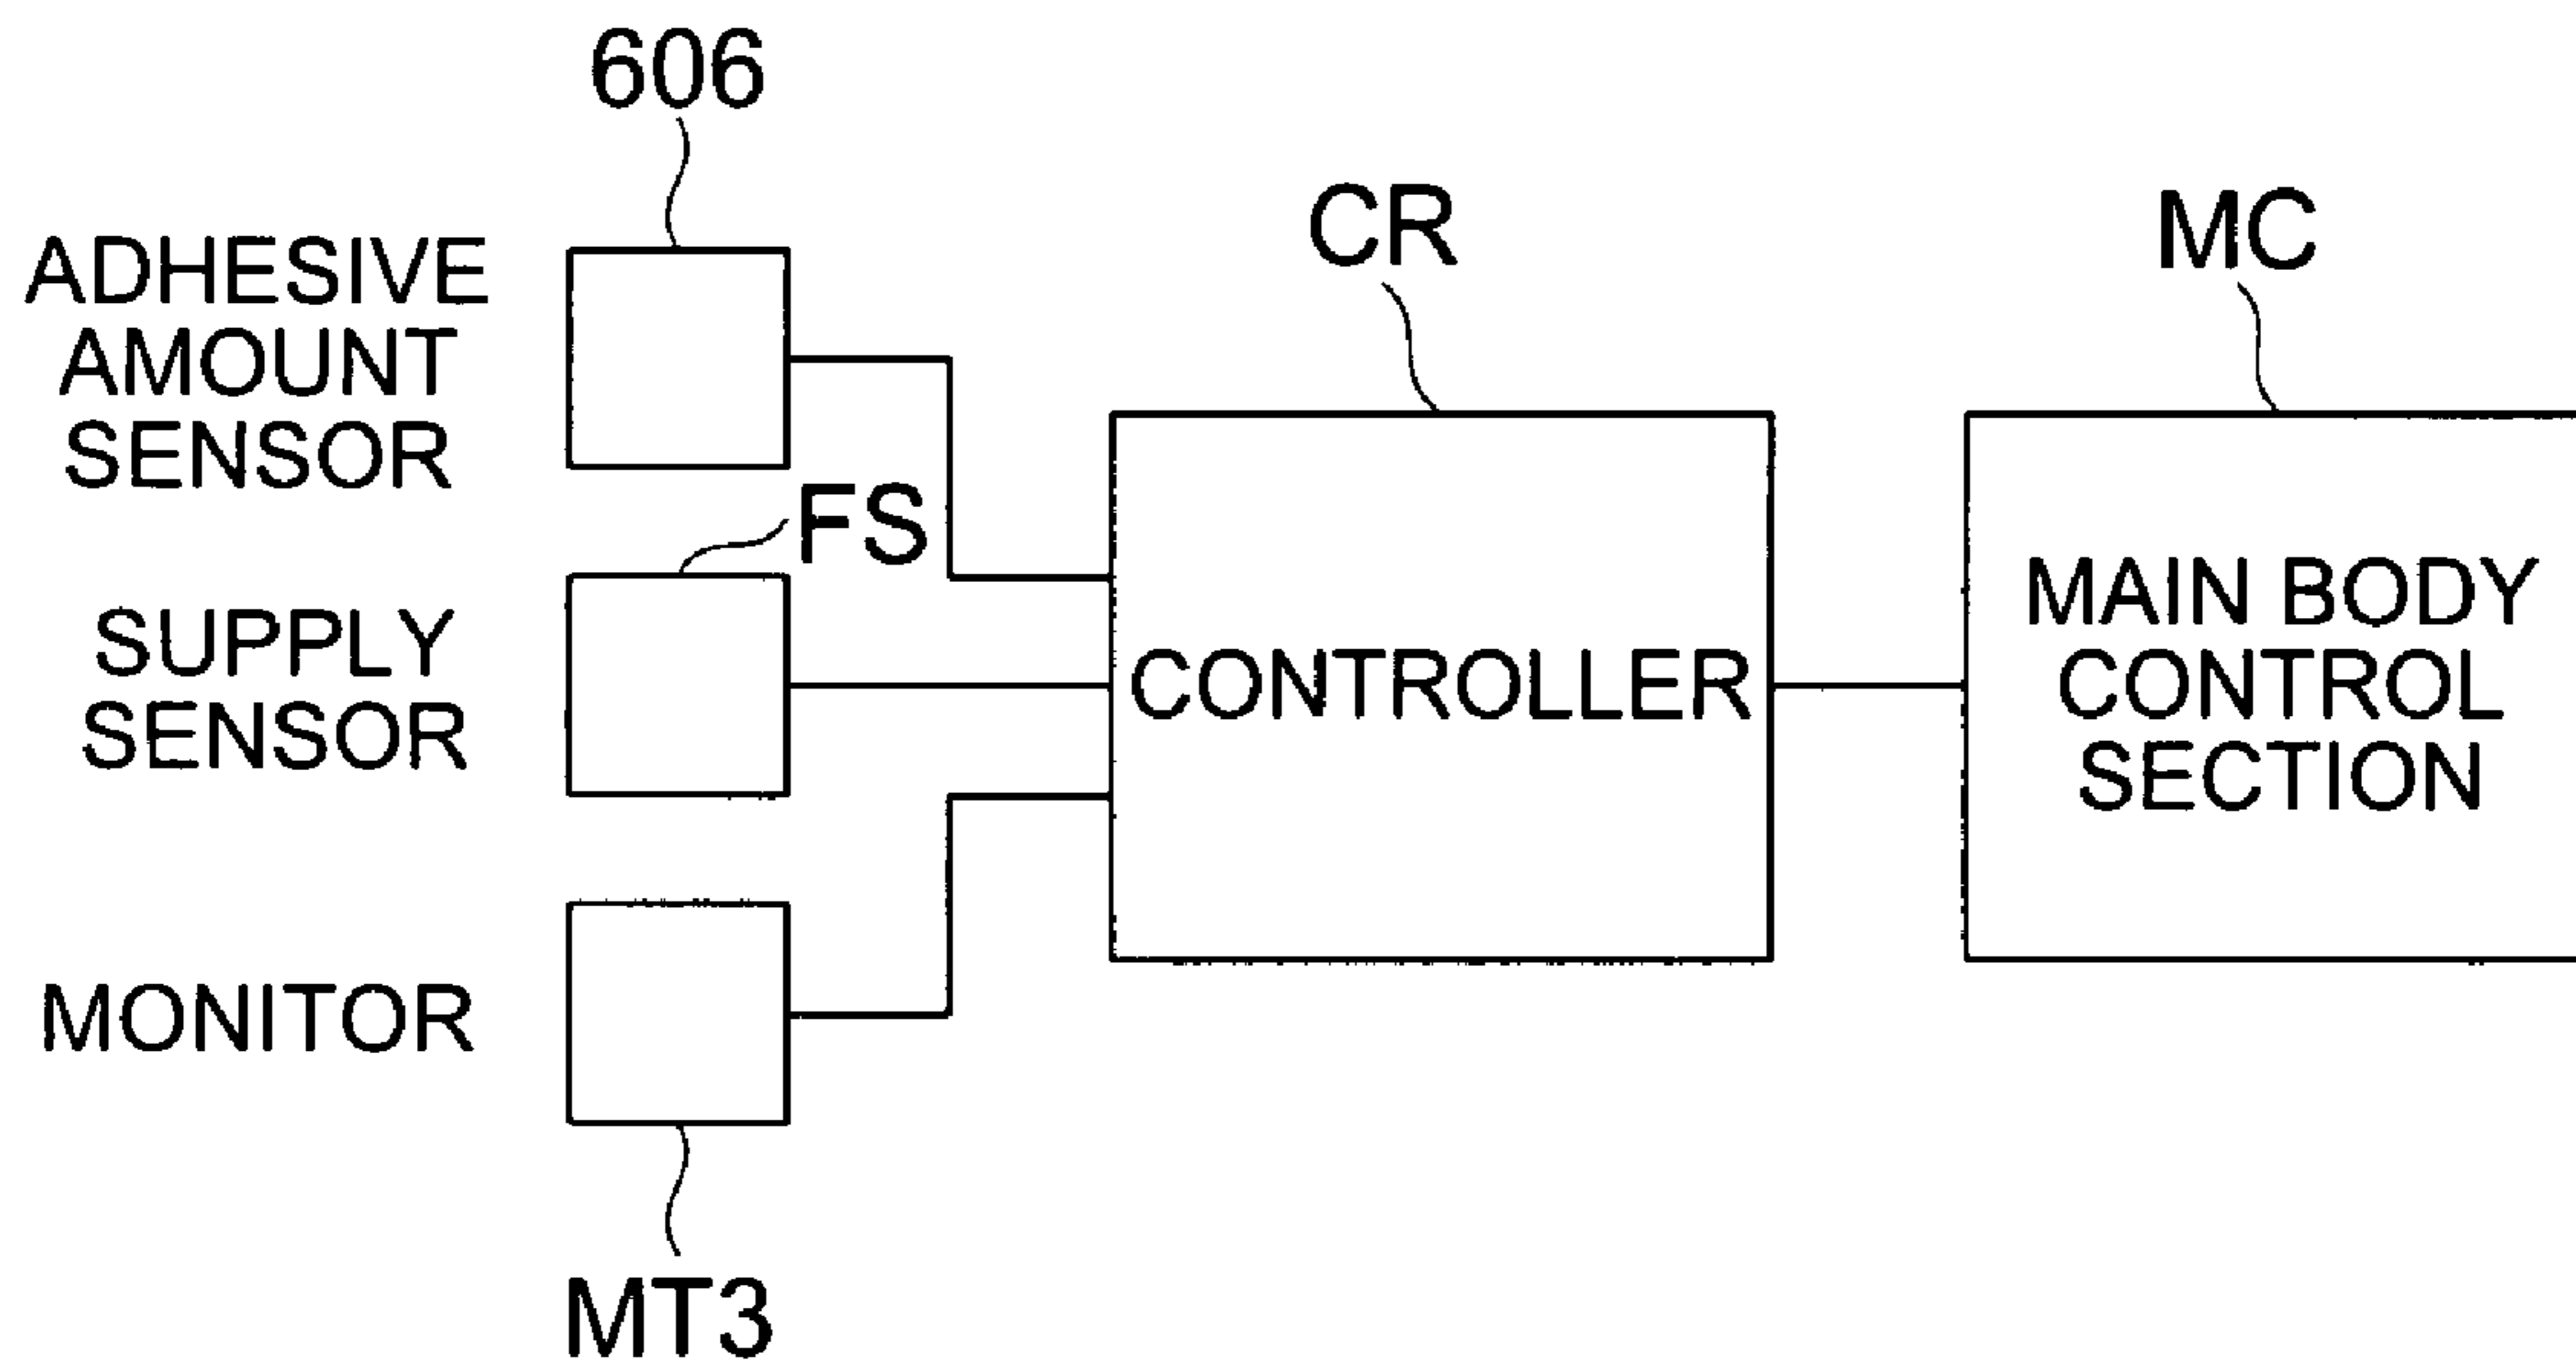 606
ADHESIVE
AMOUNT
SENSOR
FS
SUPPLY
SENSOR
MONITOR
MT3
CR
CONTROLLER
MC
MAIN BODY
CONTROL
SECTION